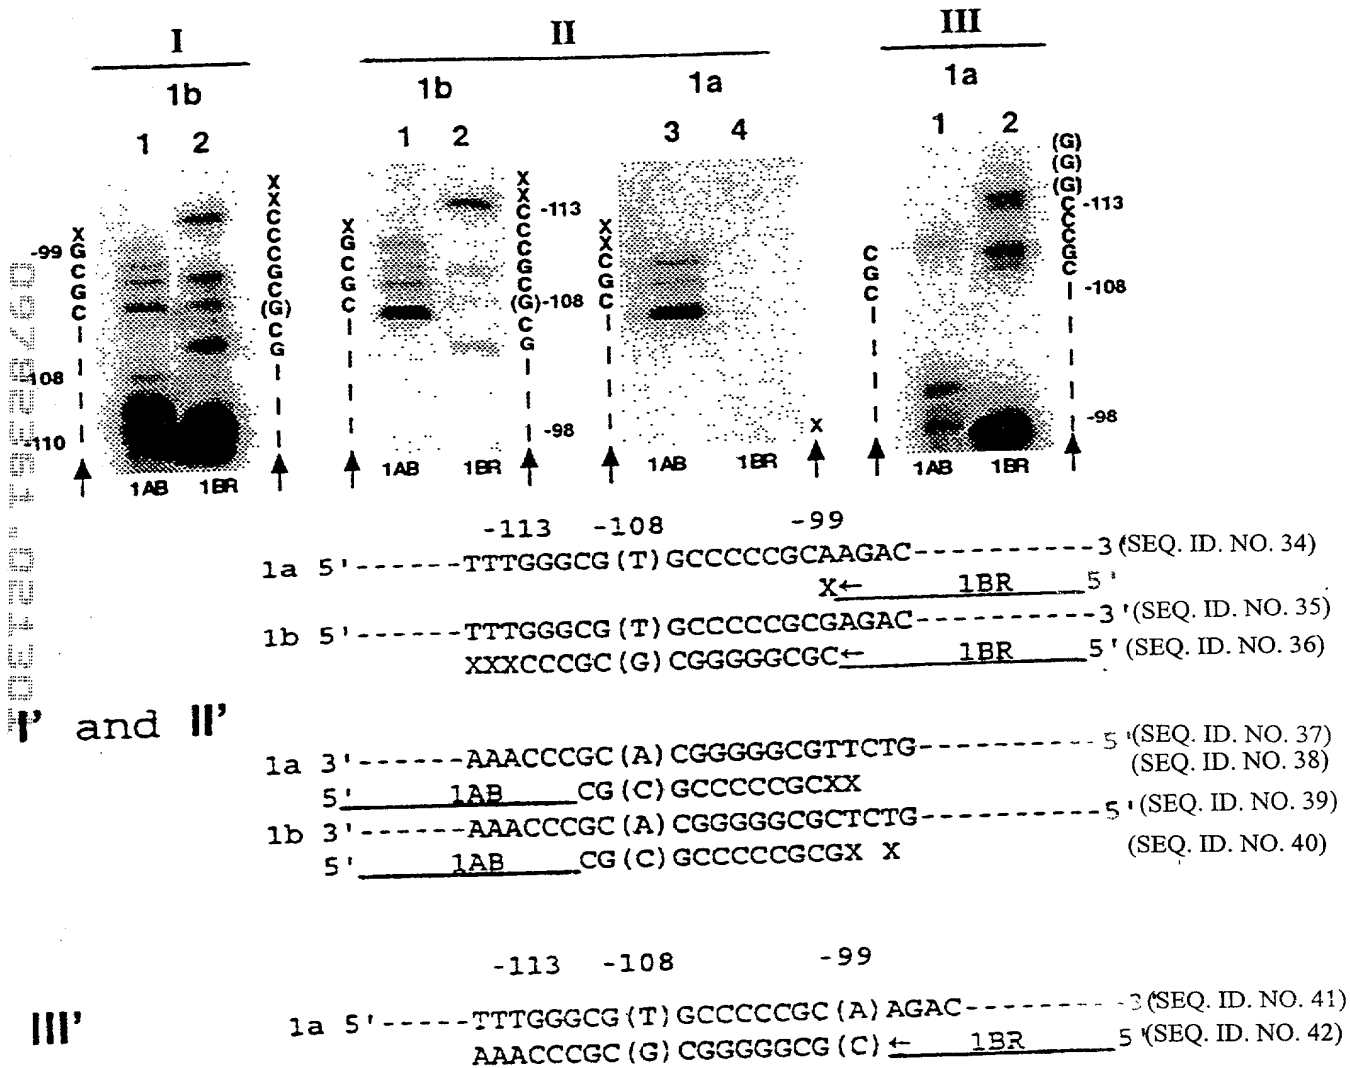 I
II
III
1b
1b
1a
1a
1 2
1 2
3 4
1 2
-99
X
G
C
G
C
-108
-110
X
X
C
C
C
G
C
(G)
C
G
1AB 1BR
X
G
C
G
C
X
X
C
C
C
G
C
(G)
C
G
-113
-108
-98
1AB 1BR
X
X
C
G
C
X
1AB 1BR
C
G
C
(G)
(G)
(G)
C
C
C
G
C
-113
-108
-98
1AB 1BR
-113 -108 -99
1a 5'------TTTGGGCG(T)GCCCCCGCAAGAC----------3'(SEQ. ID. NO. 34)
X← 1BR 5'
1b 5'------TTTGGGCG(T)GCCCCCGCGAGAC----------3'(SEQ. ID. NO. 35)
XXXCCCGC(G)CGGGGGCGC← 1BR 5'(SEQ. ID. NO. 36)
I' and II'
1a 3'------AAACCCGC(A)CGGGGGCGTTCTG----------5'(SEQ. ID. NO. 37)
5' 1AB CG(C)GCCCCCGCXX (SEQ. ID. NO. 38)
1b 3'------AAACCCGC(A)CGGGGGCGCTCTG----------5'(SEQ. ID. NO. 39)
5' 1AB CG(C)GCCCCCGCGX X (SEQ. ID. NO. 40)
-113 -108 -99
III'
1a 5'-----TTTGGGCG(T)GCCCCCGC(A)AGAC---------3'(SEQ. ID. NO. 41)
AAACCCGC(G)CGGGGGCG(C)← 1BR 5'(SEQ. ID. NO. 42)